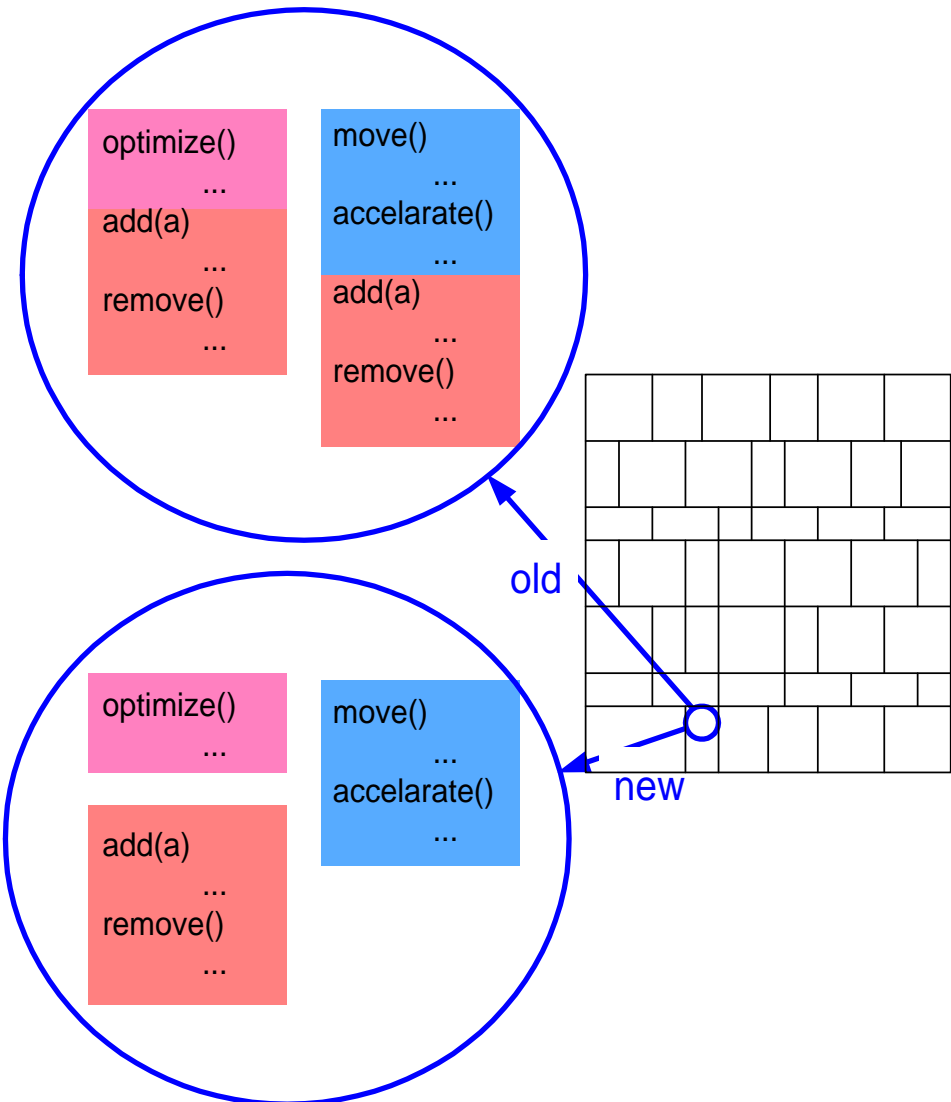 optimize()
...
add(a)
...
remove()
...
move()
...
accelarate()
...
add(a)
...
remove()
...
old
new
optimize()
...
add(a)
...
remove()
...
move()
...
accelarate()
...